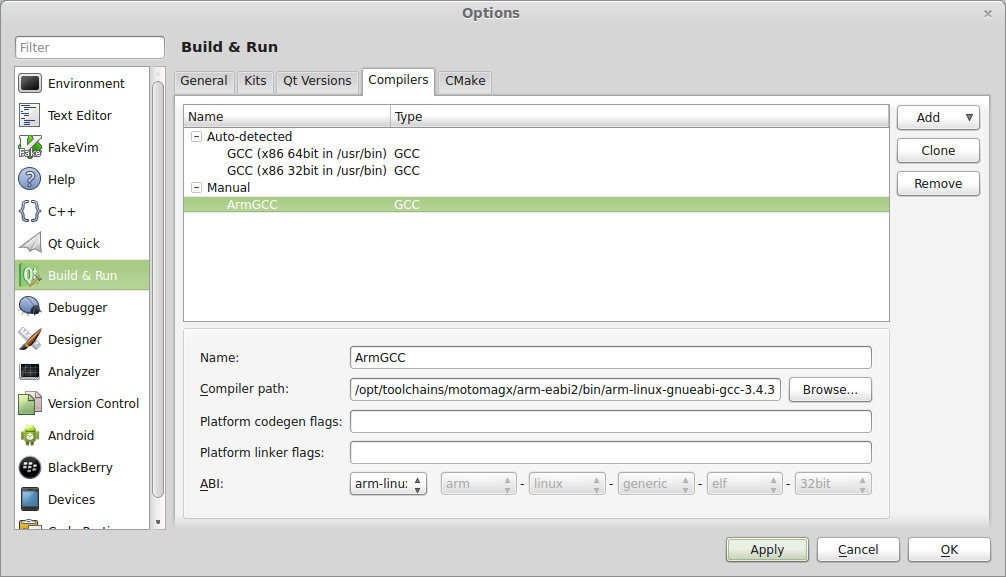 Options
Filter
Build & Run
Environment
Text Editor
FakeVim
Help
C++
Qt Quick
Build & Run
Debugger
Designer
Analyzer
Version Control
Android
BlackBerry
Devices
General Kits Qt Versions Compilers CMake
Name Type
Auto-detected
GCC (x86 64bit in /usr/bin) GCC
GCC (x86 32bit in /usr/bin) GCC
Manual
ArmGCC GCC
Add
Clone
Remove
Name: ArmGCC
Compiler path: /opt/toolchains/motomagx/arm-eabi2/bin/arm-linux-gnueabi-gcc-3.4.3 Browse...
Platform codegen flags:
Platform linker flags:
ABI: arm-linu: arm - linux - generic - elf - 32bit
Apply Cancel OK